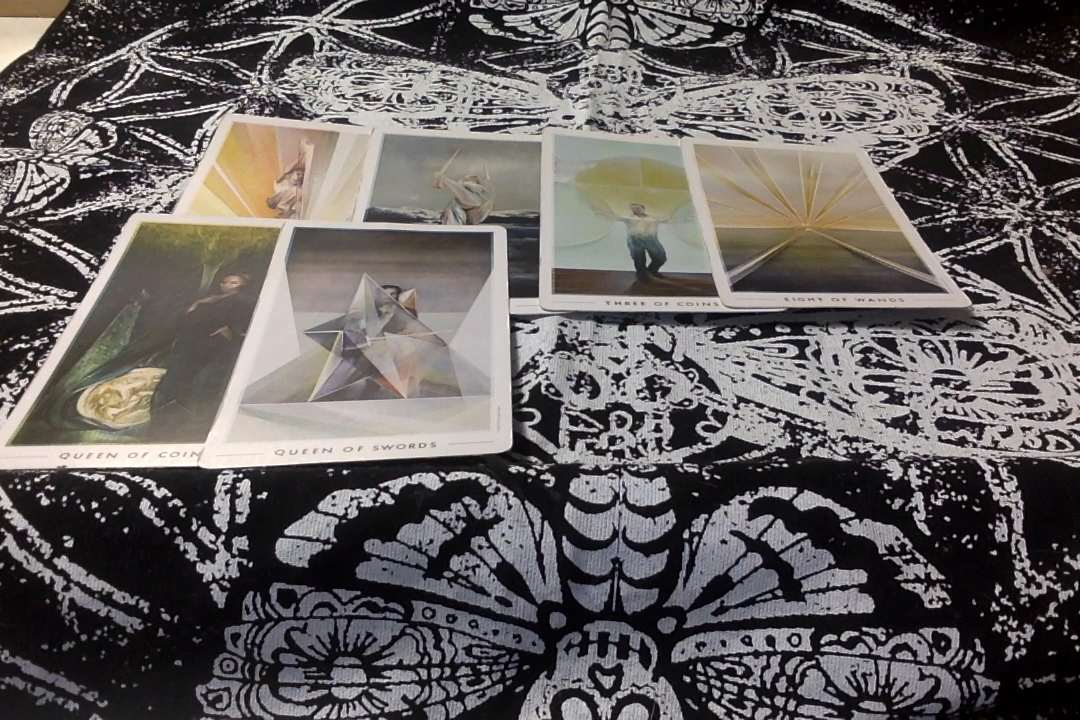 THREE OF COINS
EIGHT OF WANDS
QUEEN OF COIN
QUEEN OF SWORDS